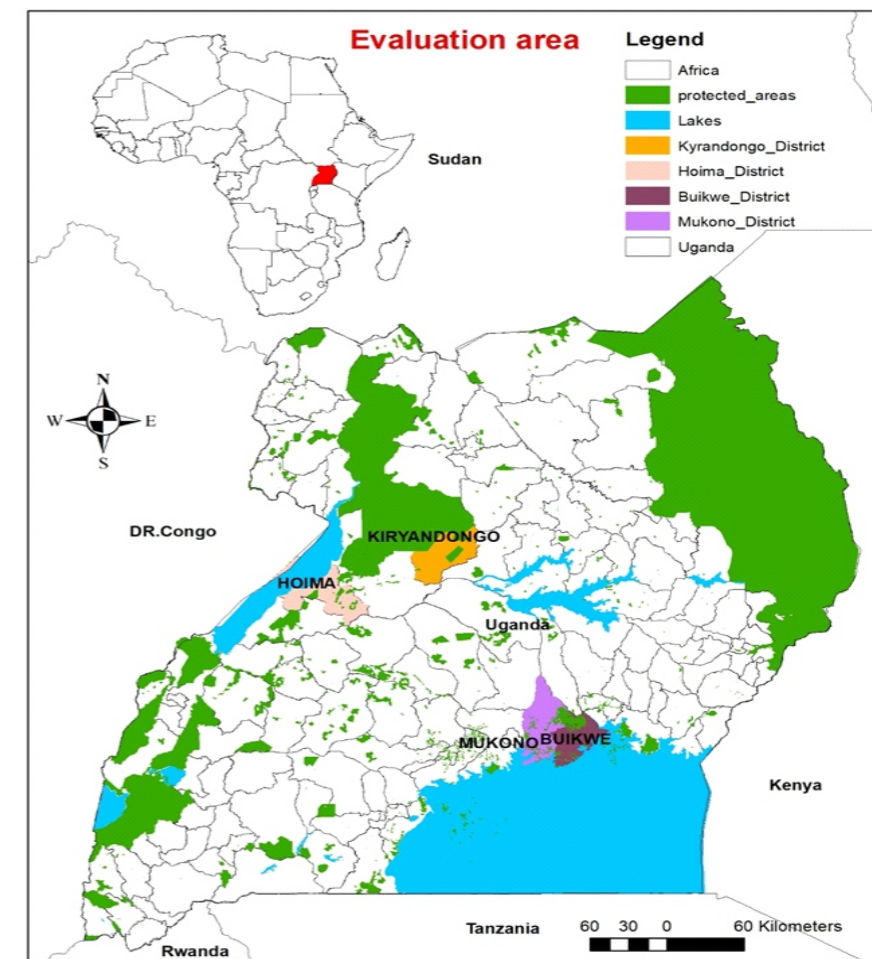 Evaluation area
Legend
Africa
protected_areas
Lakes
Kyrandongo_District
Hoima_District
Buikwe_District
Mukono_District
Uganda
Sudan
N
W E
S
DR.Congo
KIRYANDONGO
HOIMA
Uganda
MUKONO BUIKWE
Kenya
Tanzania
60 30 0 60 Kilometers
Rwanda